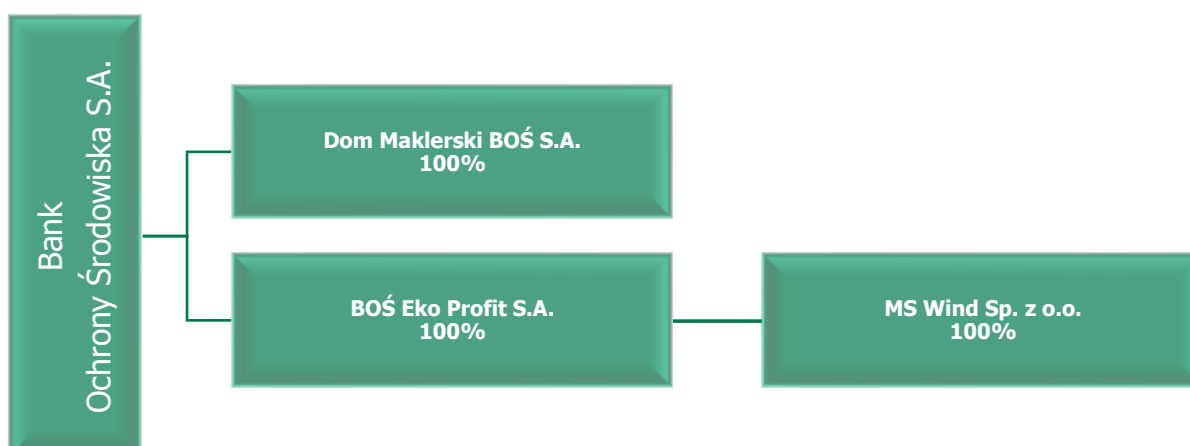 Bank
Ochrony Środowiska S.A.
Dom Maklerski BOŚ S.A.
100%
BOŚ Eko Profit S.A.
100%
MS Wind Sp. z o.o.
100%